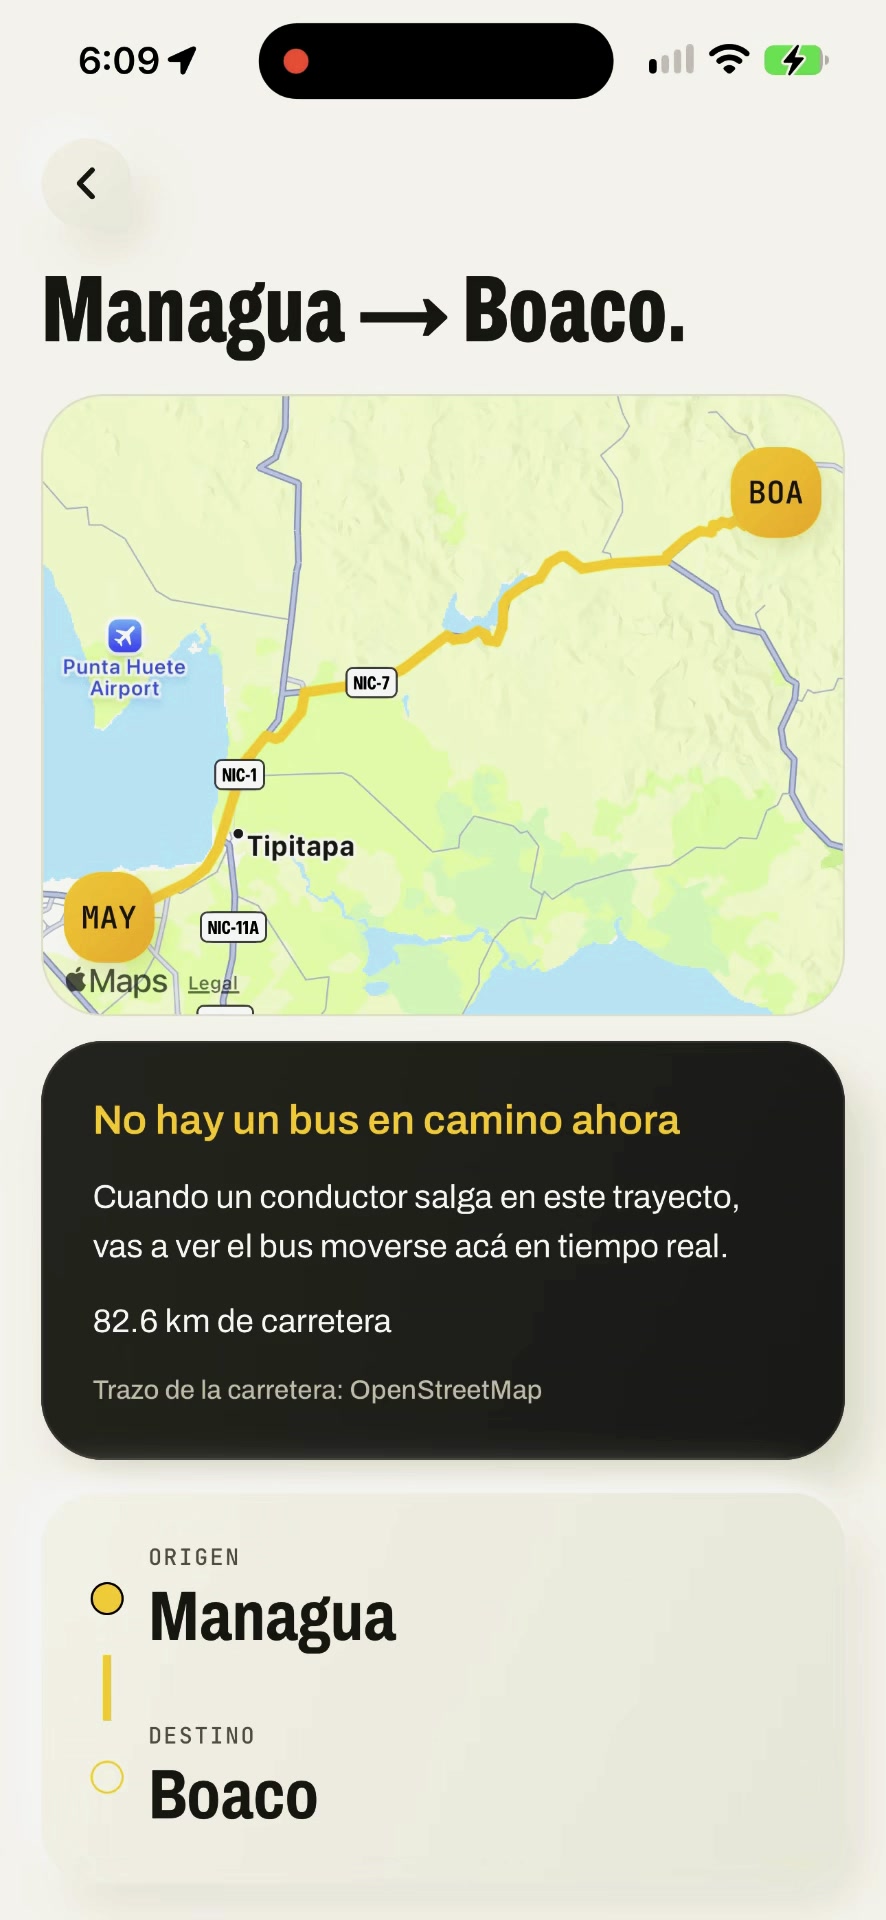 6:09
Managua → Boaco.
BOA
Punta Huete
Airport
NIC-7
NIC-1
Tipitapa
MAY
NIC-11A
Maps Legal
No hay un bus en camino ahora
Cuando un conductor salga en este trayecto,
vas a ver el bus moverse acá en tiempo real.
82.6 km de carretera
Trazo de la carretera: OpenStreetMap
ORIGEN
Managua
DESTINO
Boaco